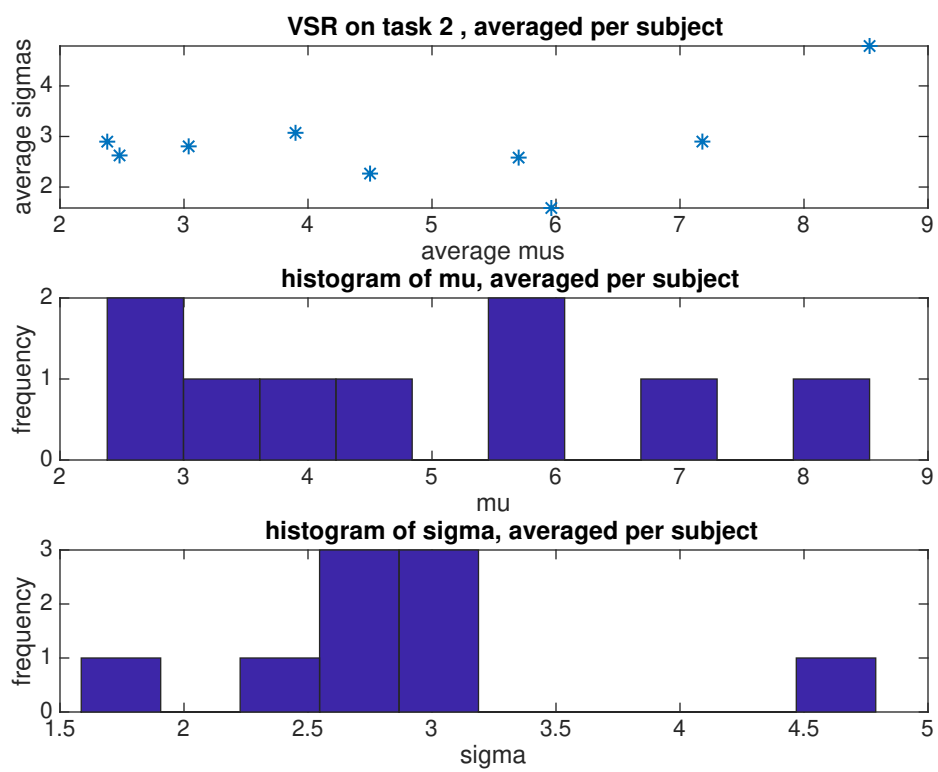 VSR on task 2 , averaged per subject
average sigmas
4
3
2
2 3 4 5 6 7 8 9
average mus
histogram of mu, averaged per subject
frequency
2
1
0
2 3 4 5 6 7 8 9
mu
histogram of sigma, averaged per subject
frequency
3
2
1
0
1.5 2 2.5 3 3.5 4 4.5 5
sigma